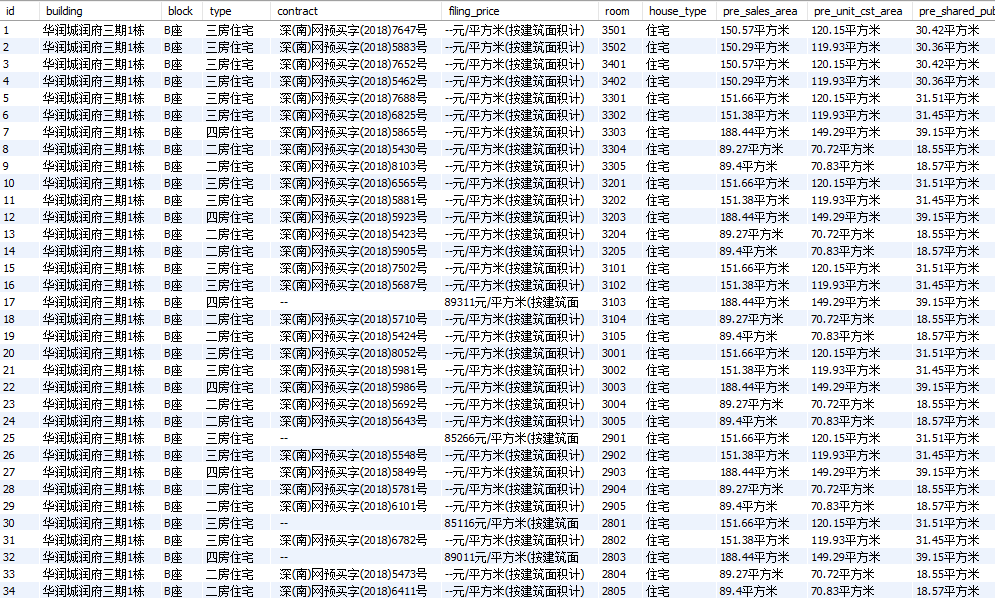 id building block type contract filing_price room house_type pre_sales_area pre_unit_cst_area pre_shared_pub
1 华润城润府三期1栋 B座 三房住宅 深(南)网预买字(2018)7647号 --元/平方米(按建筑面积计) 3501 住宅 150.57平方米 120.15平方米 30.42平方米
2 华润城润府三期1栋 B座 三房住宅 深(南)网预买字(2018)5883号 --元/平方米(按建筑面积计) 3502 住宅 150.29平方米 119.93平方米 30.36平方米
3 华润城润府三期1栋 B座 三房住宅 深(南)网预买字(2018)7652号 --元/平方米(按建筑面积计) 3401 住宅 150.57平方米 120.15平方米 30.42平方米
4 华润城润府三期1栋 B座 三房住宅 深(南)网预买字(2018)5462号 --元/平方米(按建筑面积计) 3402 住宅 150.29平方米 119.93平方米 30.36平方米
5 华润城润府三期1栋 B座 三房住宅 深(南)网预买字(2018)7688号 --元/平方米(按建筑面积计) 3301 住宅 151.66平方米 120.15平方米 31.51平方米
6 华润城润府三期1栋 B座 三房住宅 深(南)网预买字(2018)6825号 --元/平方米(按建筑面积计) 3302 住宅 151.38平方米 119.93平方米 31.45平方米
7 华润城润府三期1栋 B座 四房住宅 深(南)网预买字(2018)5865号 --元/平方米(按建筑面积计) 3303 住宅 188.44平方米 149.29平方米 39.15平方米
8 华润城润府三期1栋 B座 二房住宅 深(南)网预买字(2018)5430号 --元/平方米(按建筑面积计) 3304 住宅 89.27平方米 70.72平方米 18.55平方米
9 华润城润府三期1栋 B座 二房住宅 深(南)网预买字(2018)8103号 --元/平方米(按建筑面积计) 3305 住宅 89.4平方米 70.83平方米 18.57平方米
10 华润城润府三期1栋 B座 三房住宅 深(南)网预买字(2018)6565号 --元/平方米(按建筑面积计) 3201 住宅 151.66平方米 120.15平方米 31.51平方米
11 华润城润府三期1栋 B座 三房住宅 深(南)网预买字(2018)5881号 --元/平方米(按建筑面积计) 3202 住宅 151.38平方米 119.93平方米 31.45平方米
12 华润城润府三期1栋 B座 四房住宅 深(南)网预买字(2018)5923号 --元/平方米(按建筑面积计) 3203 住宅 188.44平方米 149.29平方米 39.15平方米
13 华润城润府三期1栋 B座 二房住宅 深(南)网预买字(2018)5423号 --元/平方米(按建筑面积计) 3204 住宅 89.27平方米 70.72平方米 18.55平方米
14 华润城润府三期1栋 B座 二房住宅 深(南)网预买字(2018)5905号 --元/平方米(按建筑面积计) 3205 住宅 89.4平方米 70.83平方米 18.57平方米
15 华润城润府三期1栋 B座 三房住宅 深(南)网预买字(2018)7502号 --元/平方米(按建筑面积计) 3101 住宅 151.66平方米 120.15平方米 31.51平方米
16 华润城润府三期1栋 B座 三房住宅 深(南)网预买字(2018)5687号 --元/平方米(按建筑面积计) 3102 住宅 151.38平方米 119.93平方米 31.45平方米
17 华润城润府三期1栋 B座 四房住宅 -- 89311元/平方米(按建筑面 3103 住宅 188.44平方米 149.29平方米 39.15平方米
18 华润城润府三期1栋 B座 二房住宅 深(南)网预买字(2018)5710号 --元/平方米(按建筑面积计) 3104 住宅 89.27平方米 70.72平方米 18.55平方米
19 华润城润府三期1栋 B座 二房住宅 深(南)网预买字(2018)5424号 --元/平方米(按建筑面积计) 3105 住宅 89.4平方米 70.83平方米 18.57平方米
20 华润城润府三期1栋 B座 三房住宅 深(南)网预买字(2018)8052号 --元/平方米(按建筑面积计) 3001 住宅 151.66平方米 120.15平方米 31.51平方米
21 华润城润府三期1栋 B座 三房住宅 深(南)网预买字(2018)5981号 --元/平方米(按建筑面积计) 3002 住宅 151.38平方米 119.93平方米 31.45平方米
22 华润城润府三期1栋 B座 四房住宅 深(南)网预买字(2018)5986号 --元/平方米(按建筑面积计) 3003 住宅 188.44平方米 149.29平方米 39.15平方米
23 华润城润府三期1栋 B座 二房住宅 深(南)网预买字(2018)5692号 --元/平方米(按建筑面积计) 3004 住宅 89.27平方米 70.72平方米 18.55平方米
24 华润城润府三期1栋 B座 二房住宅 深(南)网预买字(2018)5643号 --元/平方米(按建筑面积计) 3005 住宅 89.4平方米 70.83平方米 18.57平方米
25 华润城润府三期1栋 B座 三房住宅 -- 85266元/平方米(按建筑面 2901 住宅 151.66平方米 120.15平方米 31.51平方米
26 华润城润府三期1栋 B座 三房住宅 深(南)网预买字(2018)5548号 --元/平方米(按建筑面积计) 2902 住宅 151.38平方米 119.93平方米 31.45平方米
27 华润城润府三期1栋 B座 四房住宅 深(南)网预买字(2018)5849号 --元/平方米(按建筑面积计) 2903 住宅 188.44平方米 149.29平方米 39.15平方米
28 华润城润府三期1栋 B座 二房住宅 深(南)网预买字(2018)5781号 --元/平方米(按建筑面积计) 2904 住宅 89.27平方米 70.72平方米 18.55平方米
29 华润城润府三期1栋 B座 二房住宅 深(南)网预买字(2018)6101号 --元/平方米(按建筑面积计) 2905 住宅 89.4平方米 70.83平方米 18.57平方米
30 华润城润府三期1栋 B座 三房住宅 -- 85116元/平方米(按建筑面 2801 住宅 151.66平方米 120.15平方米 31.51平方米
31 华润城润府三期1栋 B座 三房住宅 深(南)网预买字(2018)6782号 --元/平方米(按建筑面积计) 2802 住宅 151.38平方米 119.93平方米 31.45平方米
32 华润城润府三期1栋 B座 四房住宅 -- 89011元/平方米(按建筑面 2803 住宅 188.44平方米 149.29平方米 39.15平方米
33 华润城润府三期1栋 B座 二房住宅 深(南)网预买字(2018)5473号 --元/平方米(按建筑面积计) 2804 住宅 89.27平方米 70.72平方米 18.55平方米
34 华润城润府三期1栋 B座 二房住宅 深(南)网预买字(2018)6411号 --元/平方米(按建筑面积计) 2805 住宅 89.4平方米 70.83平方米 18.57平方米